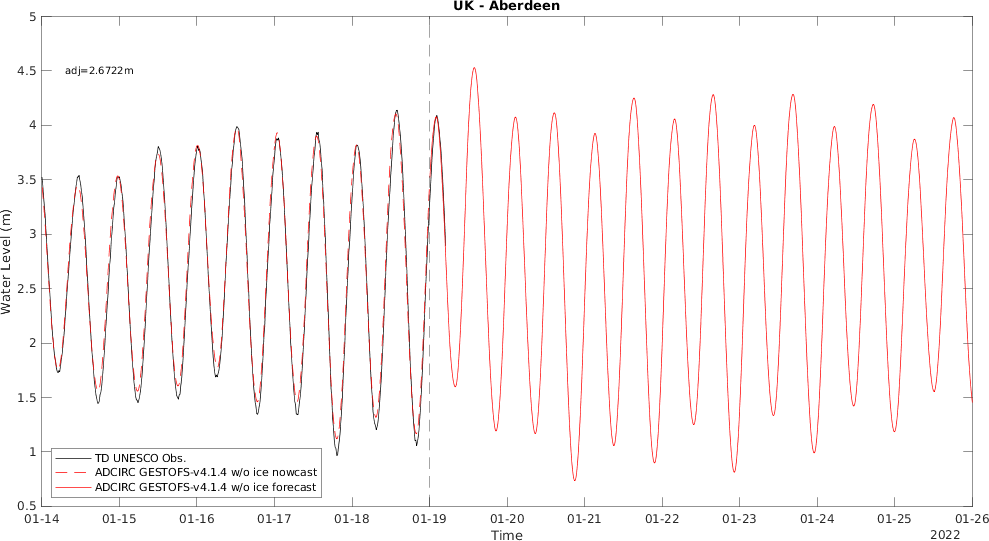 UK - Aberdeen
5
4.5
4
3.5
3
2.5
2
1.5
1
0.5
Water Level (m)
adj=2.6722m
TD UNESCO Obs.
ADCIRC GESTOFS-v4.1.4 w/o ice nowcast
ADCIRC GESTOFS-v4.1.4 w/o ice forecast
01-14 01-15 01-16 01-17 01-18 01-19 01-20 01-21 01-22 01-23 01-24 01-25 01-26
Time
2022